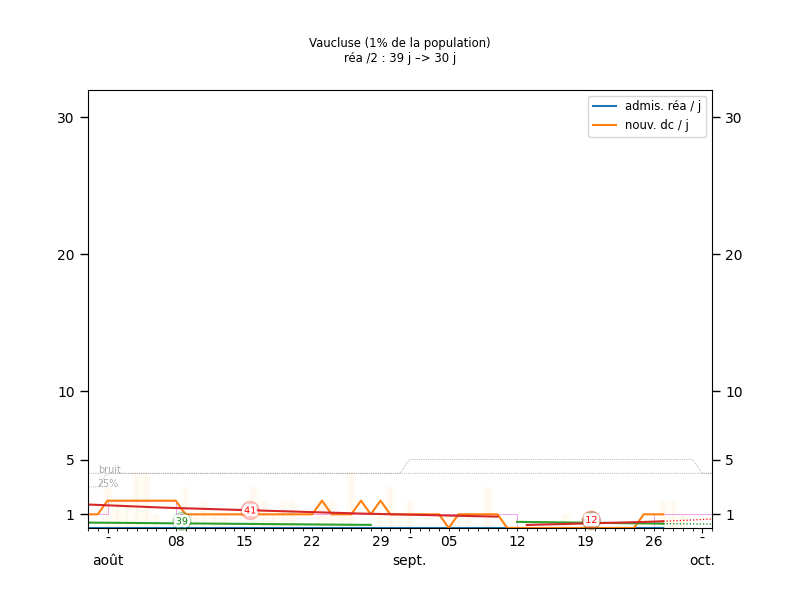 Vaucluse (1% de la population)
réa /2 : 39 j –> 30 j
admis. réa / j
nouv. dc / j
30 30
20 20
10 10
5 5
1 1
bruit
25%
39
41
12
- 08 15 22 29 - 05 12 19 26 -
août sept. oct.